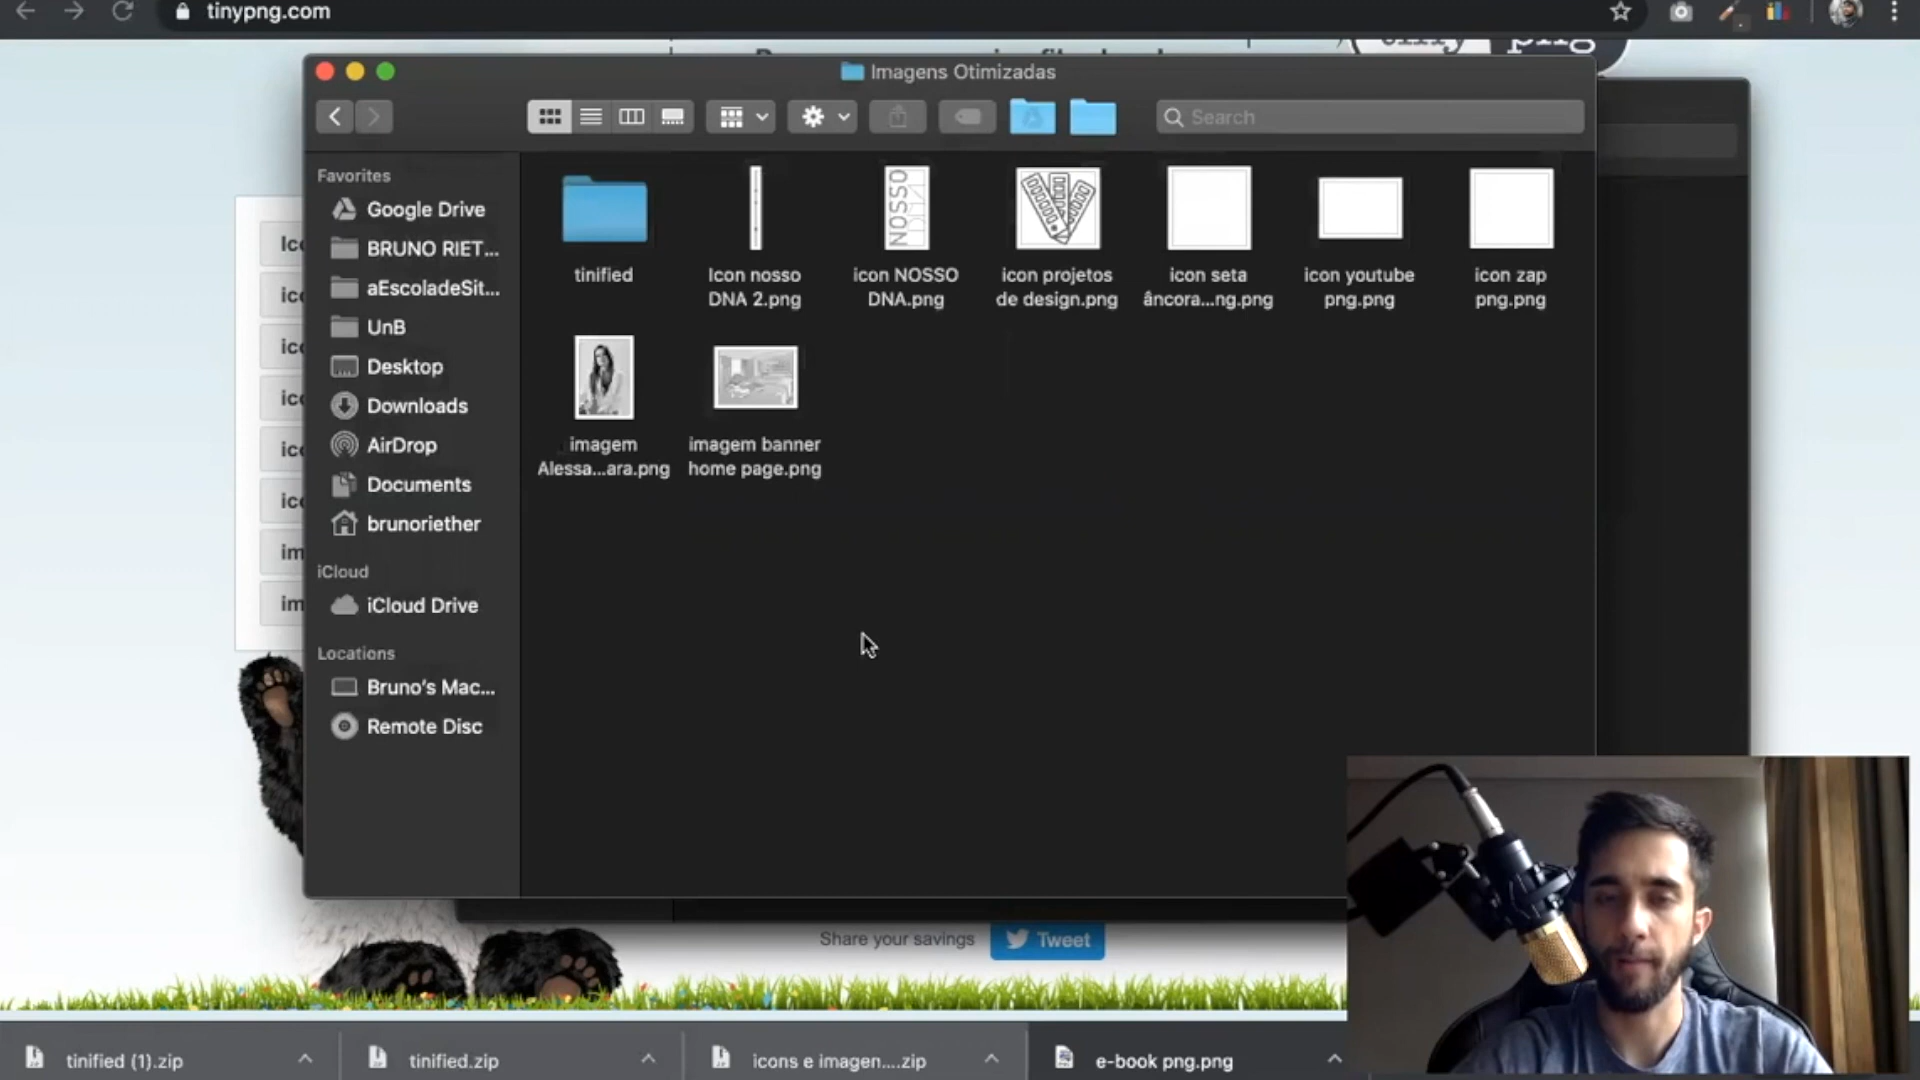 tinypng.com
Imagens Otimizadas
Search
Favorites
Google Drive
BRUNO RIET...
aEscoladeSit...
UnB
Desktop
Downloads
AirDrop
Documents
brunoriether
iCloud
iCloud Drive
Locations
Bruno's Mac...
Remote Disc
tinified
Icon nosso
DNA 2.png
icon NOSSO
DNA.png
icon projetos
de design.png
icon seta
âncora...ng.png
icon youtube
png.png
icon zap
png.png
NOSSO
imagem
Alessa...ara.png
imagem banner
home page.png
Share your savings
Tweet
tinified (1).zip
tinified.zip
icons e imagen....zip
e-book png.png